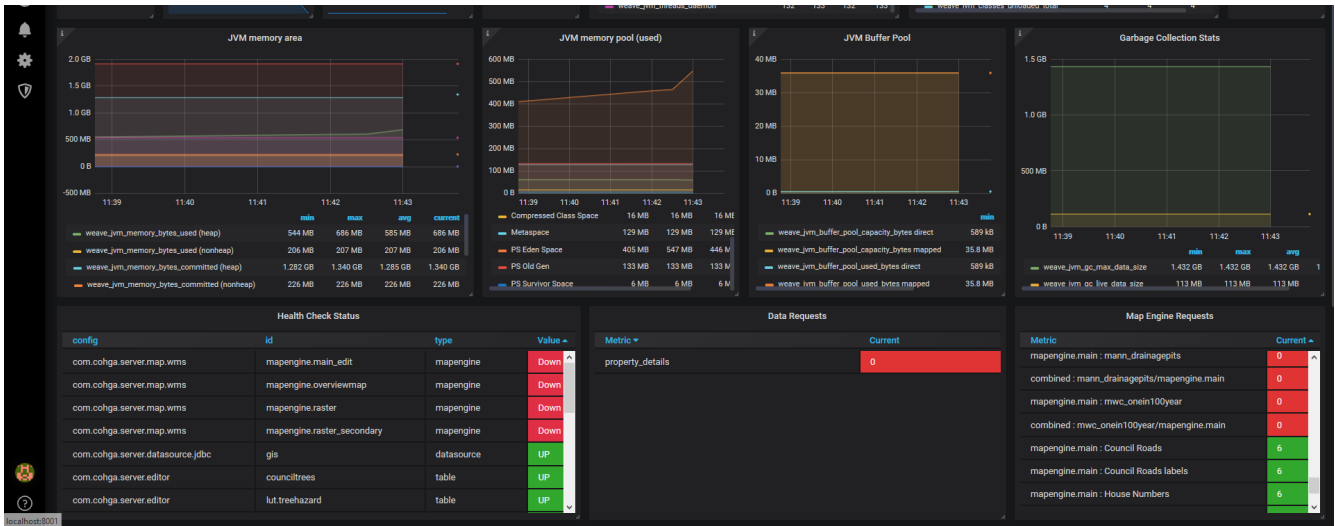 weave_jvm_threads_daemon 132 133 132 133
weave_jvm_classes_unloaded_total 4 4 4
JVM memory area
2.0 GB
1.5 GB
1.0 GB
500 MB
0 B
-500 MB
11:39 11:40 11:41 11:42 11:43
min max avg current
weave_jvm_memory_bytes_used (heap) 544 MB 686 MB 585 MB 686 MB
weave_jvm_memory_bytes_used (nonheap) 206 MB 207 MB 207 MB 206 MB
weave_jvm_memory_bytes_committed (heap) 1.282 GB 1.340 GB 1.285 GB 1.340 GB
weave_jvm_memory_bytes_committed (nonheap) 226 MB 226 MB 226 MB 226 MB
JVM memory pool (used)
600 MB
500 MB
400 MB
300 MB
200 MB
100 MB
0 B
11:39 11:40 11:41 11:42 11:43
Compressed Class Space 16 MB 16 MB 16 MB
Metaspace 129 MB 129 MB 129 MB
PS Eden Space 405 MB 547 MB 446 M
PS Old Gen 133 MB 133 MB 133 M
PS Survivor Space 6 MB 6 MB 6 M
JVM Buffer Pool
40 MB
30 MB
20 MB
10 MB
0 B
11:39 11:40 11:41 11:42 11:43
min
weave_jvm_buffer_pool_capacity_bytes direct 589 kB
weave_jvm_buffer_pool_capacity_bytes mapped 35.8 MB
weave_jvm_buffer_pool_used_bytes direct 589 kB
weave_jvm_buffer_pool_used_bytes mapped 35.8 MB
Garbage Collection Stats
1.5 GB
1.0 GB
500 MB
0 B
11:39 11:40 11:41 11:42 11:43
min max avg
weave_jvm_gc_max_data_size 1.432 GB 1.432 GB 1.432 GB 1
weave_jvm_gc_live_data_size 113 MB 113 MB 113 MB
Health Check Status
config id type Value
com.cohga.server.map.wms mapengine.main_edit mapengine Down
com.cohga.server.map.wms mapengine.overviewmap mapengine Down
com.cohga.server.map.wms mapengine.raster mapengine Down
com.cohga.server.map.wms mapengine.raster_secondary mapengine Down
com.cohga.server.datasource.jdbc gis datasource UP
com.cohga.server.editor counciltrees table UP
com.cohga.server.editor lut.treehazard table UP
Data Requests
Metric Current
property_details 0
Map Engine Requests
Metric Current
mapengine.main : mann_drainagepits 0
combined : mann_drainagepits/mapengine.main 0
mapengine.main : mwc_onein100year 0
combined : mwc_onein100year/mapengine.main 0
mapengine.main : Council Roads 6
mapengine.main : Council Roads labels 6
mapengine.main : House Numbers 6
localhost:8001